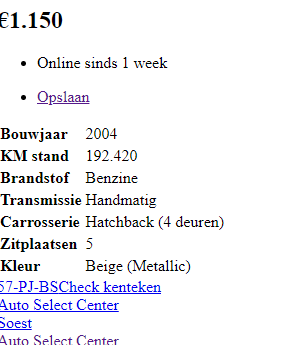 €1.150
Online sinds 1 week
Opslaan
Bouwjaar 2004
KM stand 192.420
Brandstof Benzine
Transmissie Handmatig
Carrosserie Hatchback (4 deuren)
Zitplaatsen 5
Kleur Beige (Metallic)
57-PJ-BSCheck kenteken
Auto Select Center
Soest
Auto Select Center